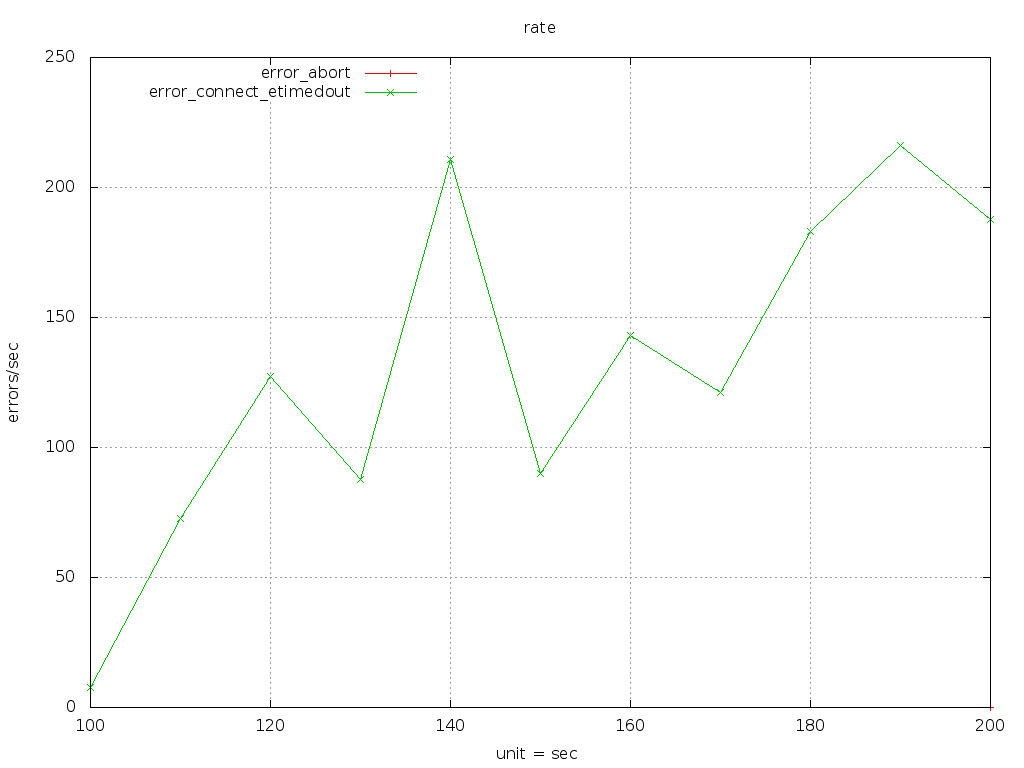 rate
250
error_abort
error_connect_etimedout
200
150
errors/sec
100
50
0
100 120 140 160 180 200
unit = sec